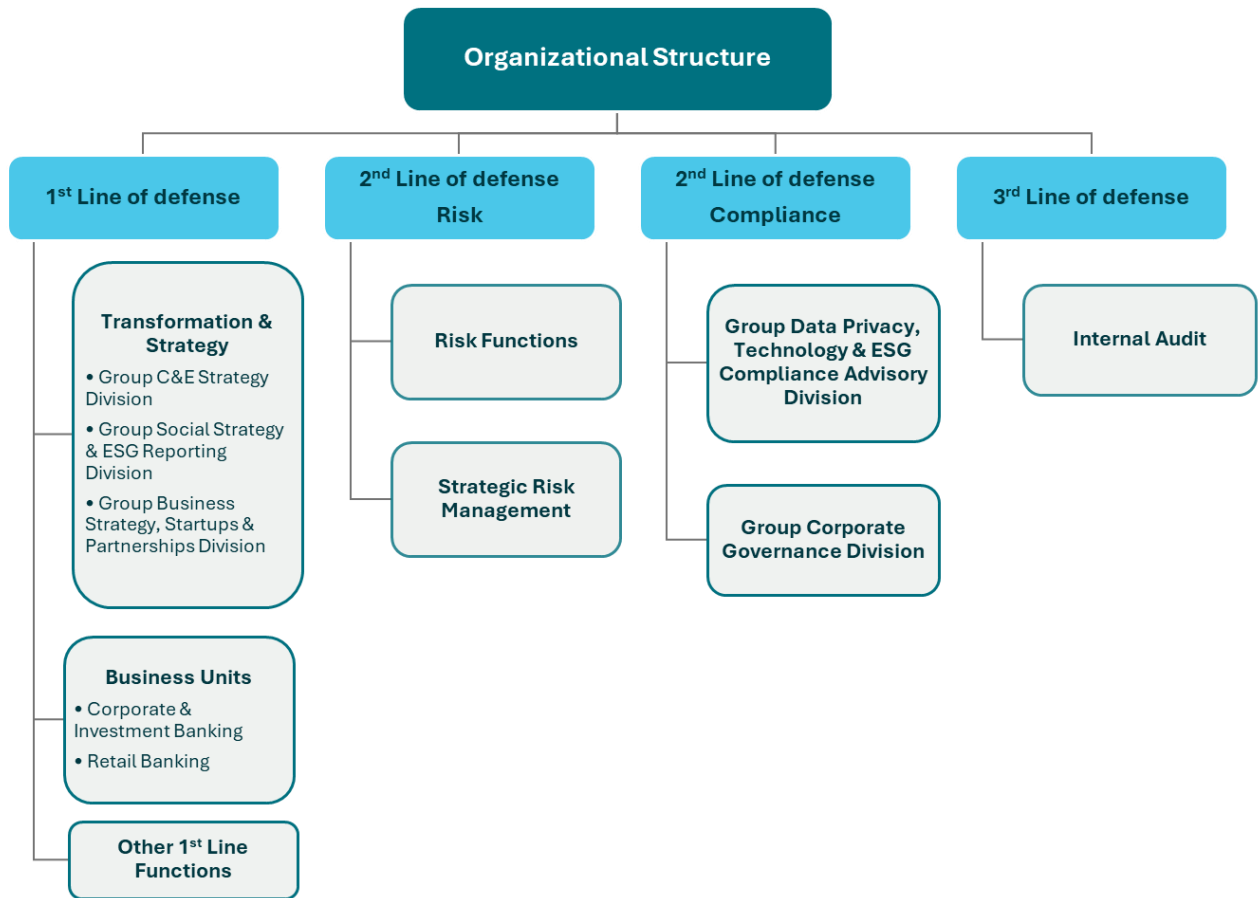 Organizational Structure
1st Line of defense
Transformation &
Strategy
• Group C&E Strategy
Division
• Group Social Strategy
& ESG Reporting
Division
• Group Business
Strategy, Startups &
Partnerships Division
Business Units
• Corporate &
Investment Banking
• Retail Banking
Other 1st Line
Functions
2nd Line of defense
Risk
Risk Functions
Strategic Risk
Management
2nd Line of defense
Compliance
Group Data Privacy,
Technology & ESG
Compliance Advisory
Division
Group Corporate
Governance Division
3rd Line of defense
Internal Audit